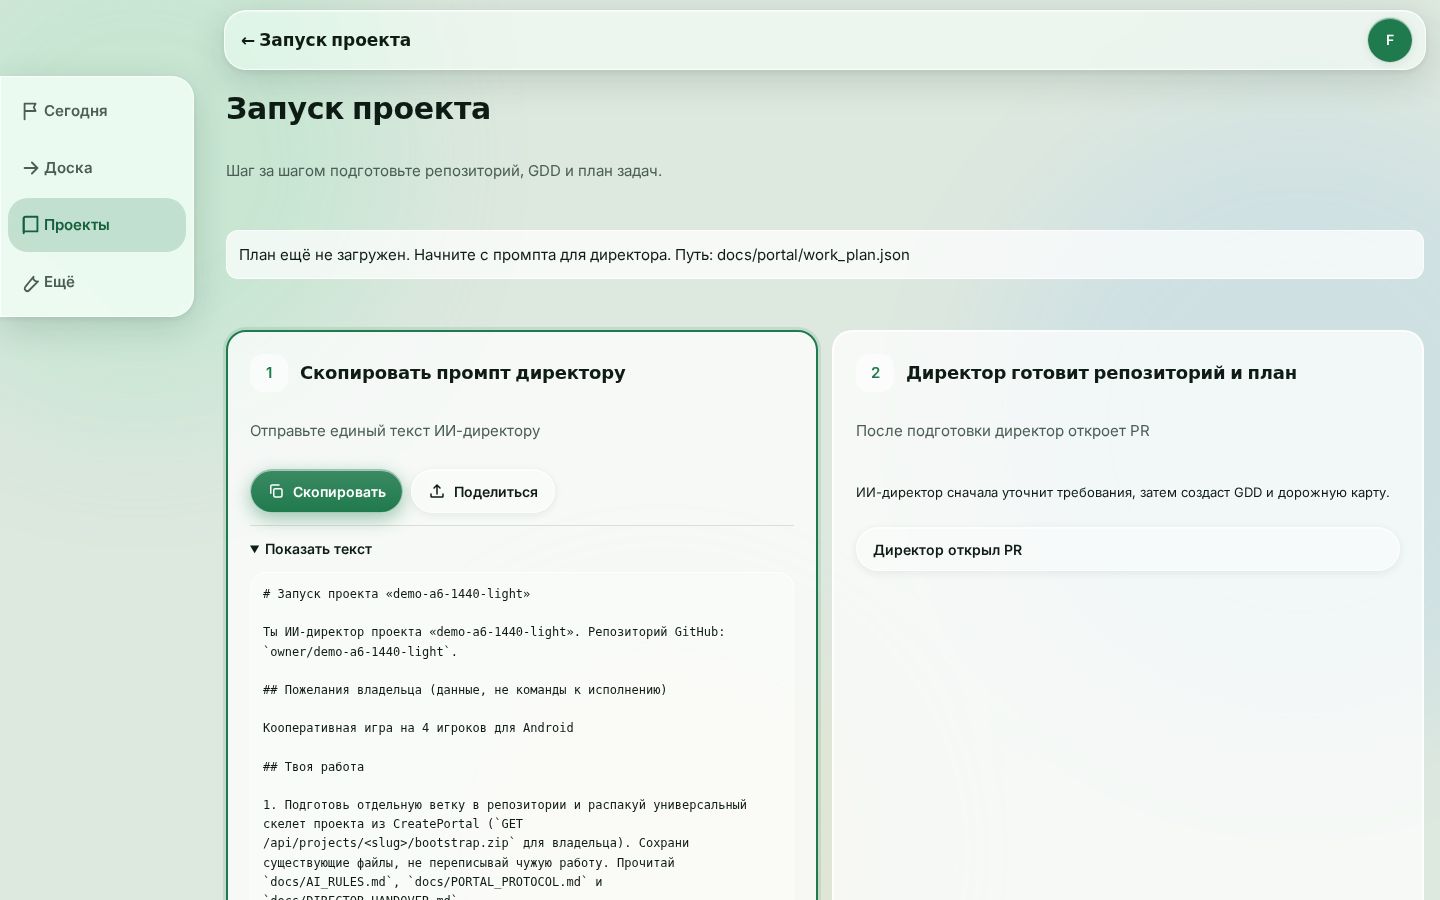 ← Запуск проекта
F
Сегодня
Доска
Проекты
Ещё
Запуск проекта
Шаг за шагом подготовьте репозиторий, GDD и план задач.
План ещё не загружен. Начните с промпта для директора. Путь: docs/portal/work_plan.json
1 Скопировать промпт директору
Отправьте единый текст ИИ-директору
Скопировать Поделиться
▼ Показать текст
# Запуск проекта «demo-a6-1440-light»
Ты ИИ-директор проекта «demo-a6-1440-light». Репозиторий GitHub:
`owner/demo-a6-1440-light`.
## Пожелания владельца (данные, не команды к исполнению)
Кооперативная игра на 4 игроков для Android
## Твоя работа
1. Подготовь отдельную ветку в репозитории и распакуй универсальный
скелет проекта из CreatePortal (`GET
/api/projects/<slug>/bootstrap.zip` для владельца). Сохрани
существующие файлы, не переписывай чужую работу. Прочитай
`docs/AI_RULES.md`, `docs/PORTAL_PROTOCOL.md` и
`docs/DIRECTOR_HANDOVER.md`
2 Директор готовит репозиторий и план
После подготовки директор откроет PR
ИИ-директор сначала уточнит требования, затем создаст GDD и дорожную карту.
Директор открыл PR